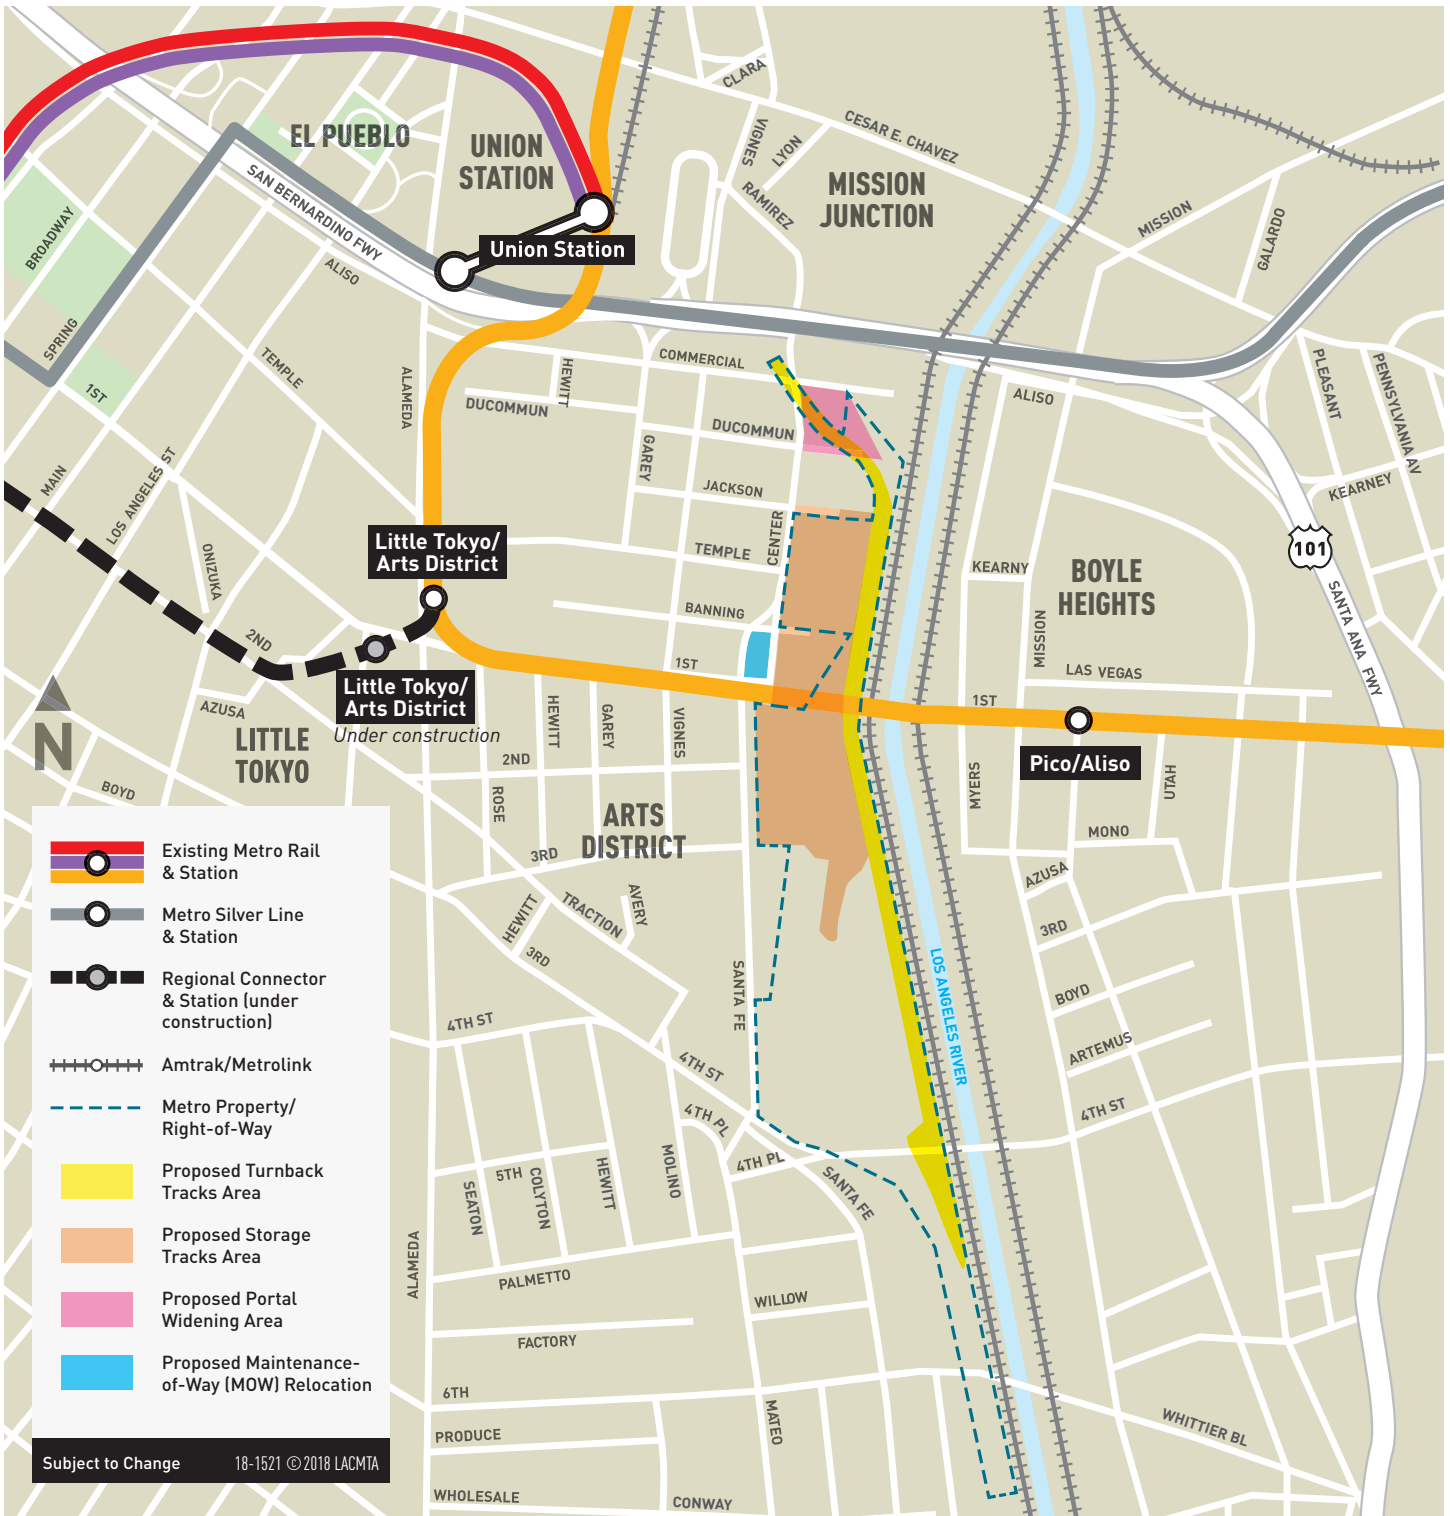 CLARA
CESAR E. CHAVEZ
VIGNES
LYON
RAMIREZ
EL PUEBLO
UNION
STATION
MISSION
JUNCTION
MISSION
GALARDO
BROADWAY
SAN BERNARDINO FWY
Union Station
ALISO
SPRING
1ST
TEMPLE
ALAMEDA
HEWITT
COMMERCIAL
DUCOMMUN
DUCOMMUN
ALISO
PLEASANT
PENNSYLVANIA AV
KEARNEY
MAIN
LOS ANGELES ST
GAREY
JACKSON
CENTER
TEMPLE
Little Tokyo/
Arts District
ONIZUKA
KEARNY
BOYLE
HEIGHTS
101
SANTA ANA FWY
BANNING
MISSION
2ND
1ST
LAS VEGAS
Little Tokyo/
Arts District
Under construction
AZUSA
LITTLE
TOKYO
N
HEWITT
GAREY
VIGNES
1ST
Pico/Aliso
2ND
ROSE
MYERS
UTAH
BOYD
ARTS
DISTRICT
MONO
3RD
AZUSA
HEWITT
TRACTION
AVERY
3RD
3RD
SANTA FE
LOS ANGELES RIVER
BOYD
4TH ST
ARTEMUS
4TH ST
4TH PL
4TH ST
MOLINO
4TH PL
SANTA FE
5TH
SEATON
COLYTON
HEWITT
ALAMEDA
PALMETTO
WILLOW
FACTORY
6TH
MATEO
WHITTIER BL
PRODUCE
WHOLESALE
CONWAY
Existing Metro Rail
& Station
Metro Silver Line
& Station
Regional Connector
& Station (under
construction)
Amtrak/Metrolink
Metro Property/
Right-of-Way
Proposed Turnback
Tracks Area
Proposed Storage
Tracks Area
Proposed Portal
Widening Area
Proposed Maintenance-
of-Way (MOW) Relocation
Subject to Change
18-1521 © 2018 LACMTA